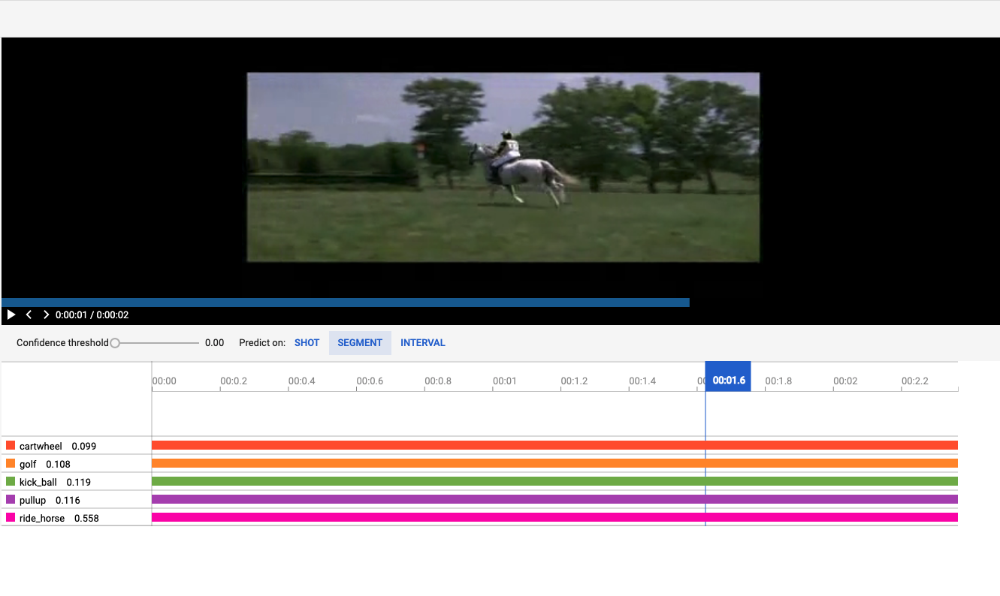 0:00:01 / 0:00:02
Confidence threshold 0.00 Predict on: SHOT SEGMENT INTERVAL
00:00 00:0.2 00:0.4 00:0.6 00:0.8 00:01 00:1.2 00:1.4 00:01.6 00:1.8 00:02 00:2.2
cartwheel 0.099
golf 0.108
kick_ball 0.119
pullup 0.116
ride_horse 0.558